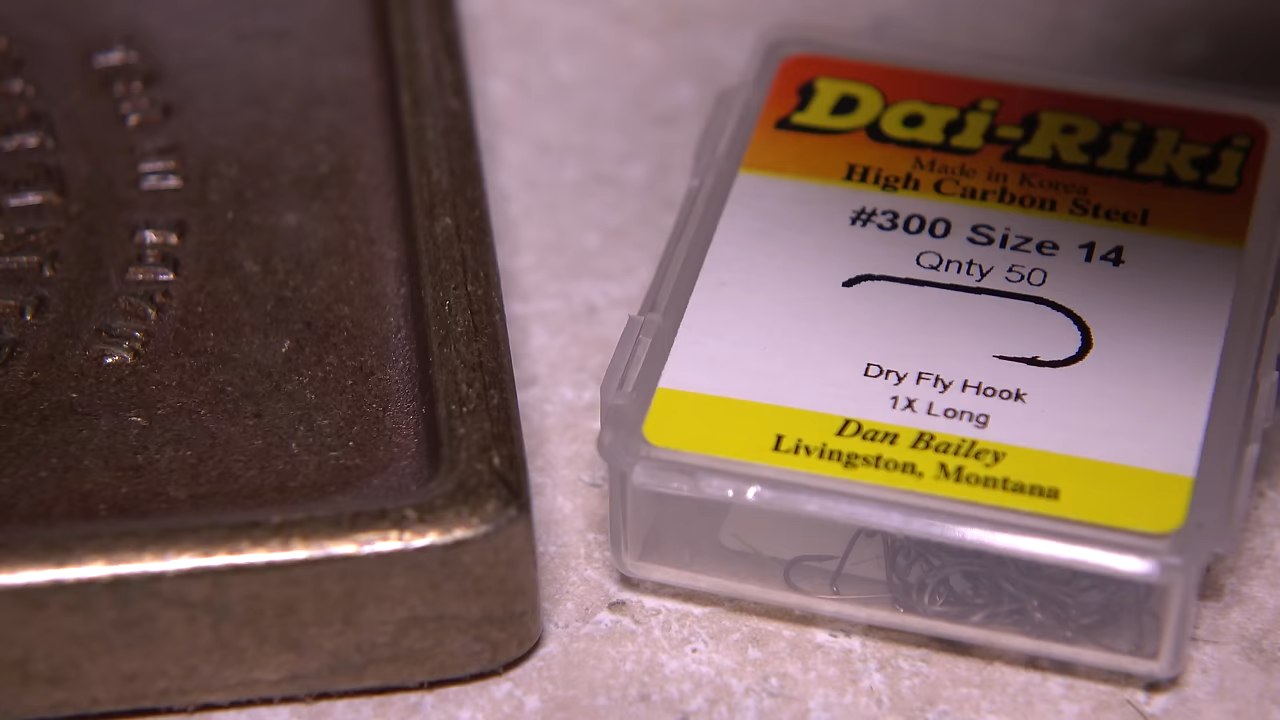 Dai-Riki
Made in Korea
High Carbon Steel
#300 Size 14
Qnty 50
Dry Fly Hook
1X Long
Dan Bailey
Livingston, Montana